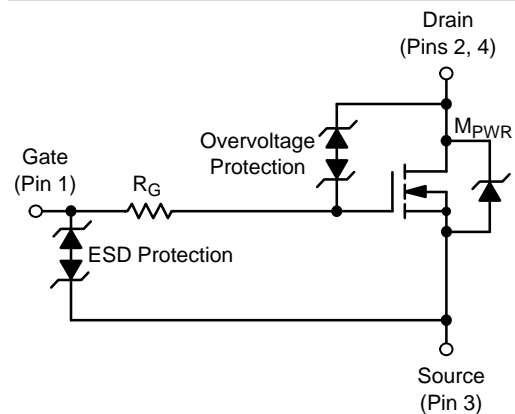 Drain
(Pins 2, 4)
MPWR
Overvoltage
Protection
Gate
(Pin 1)
RG
ESD Protection
Source
(Pin 3)